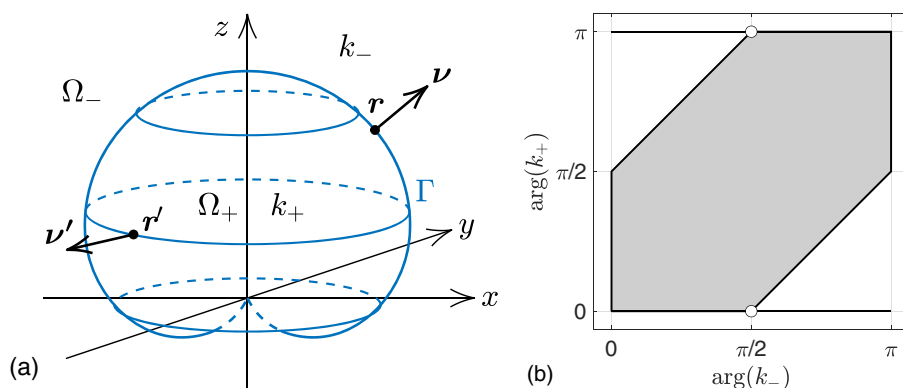 z
k₋
Ω₋
r
ν
Γ
Ω₊ k₊
ν′
r′
y
x
(a)
π
π/2
0
arg(k₊)
0 π/2 π
arg(k₋)
(b)